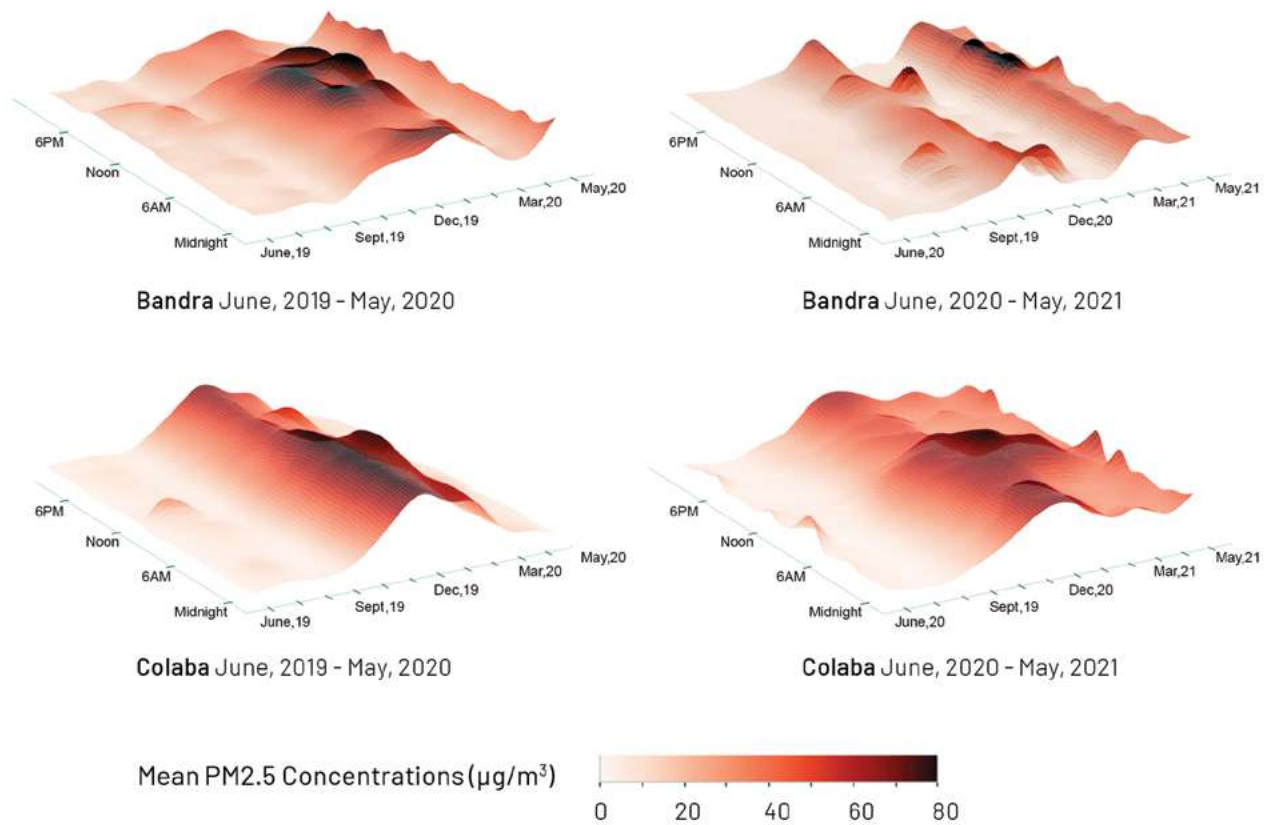 6PM
Noon
6AM
Midnight
June,19
Sept,19
Dec,19
Mar,20
May,20
Bandra June, 2019 - May, 2020
6PM
Noon
6AM
Midnight
June,20
Sept,19
Dec,20
Mar,21
May,21
Bandra June, 2020 - May, 2021
6PM
Noon
6AM
Midnight
June,19
Sept,19
Dec,19
Mar,20
May,20
Colaba June, 2019 - May, 2020
6PM
Noon
6AM
Midnight
June,20
Sept,19
Dec,20
Mar,21
May,21
Colaba June, 2020 - May, 2021
Mean PM2.5 Concentrations (µg/m³)
0 20 40 60 80